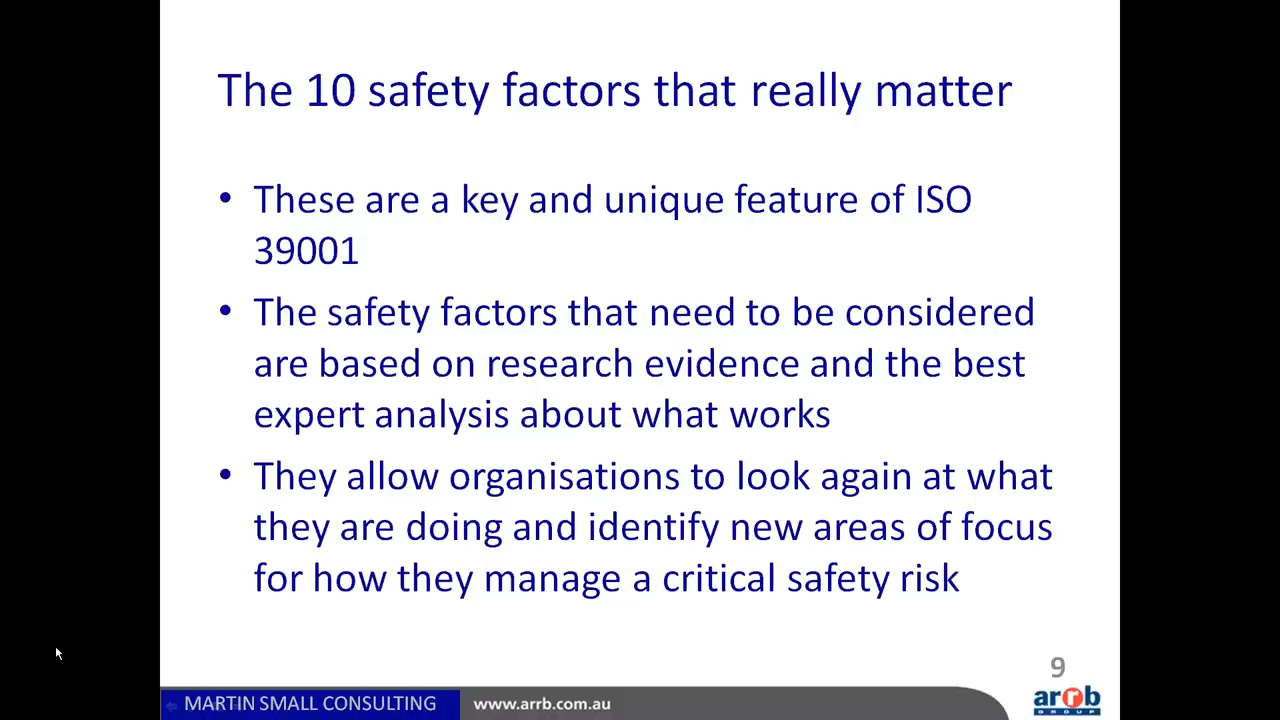 The 10 safety factors that really matter
• These are a key and unique feature of ISO
39001
• The safety factors that need to be considered
are based on research evidence and the best
expert analysis about what works
• They allow organisations to look again at what
they are doing and identify new areas of focus
for how they manage a critical safety risk
9
MARTIN SMALL CONSULTING
www.arrb.com.au
arrb
GROUP